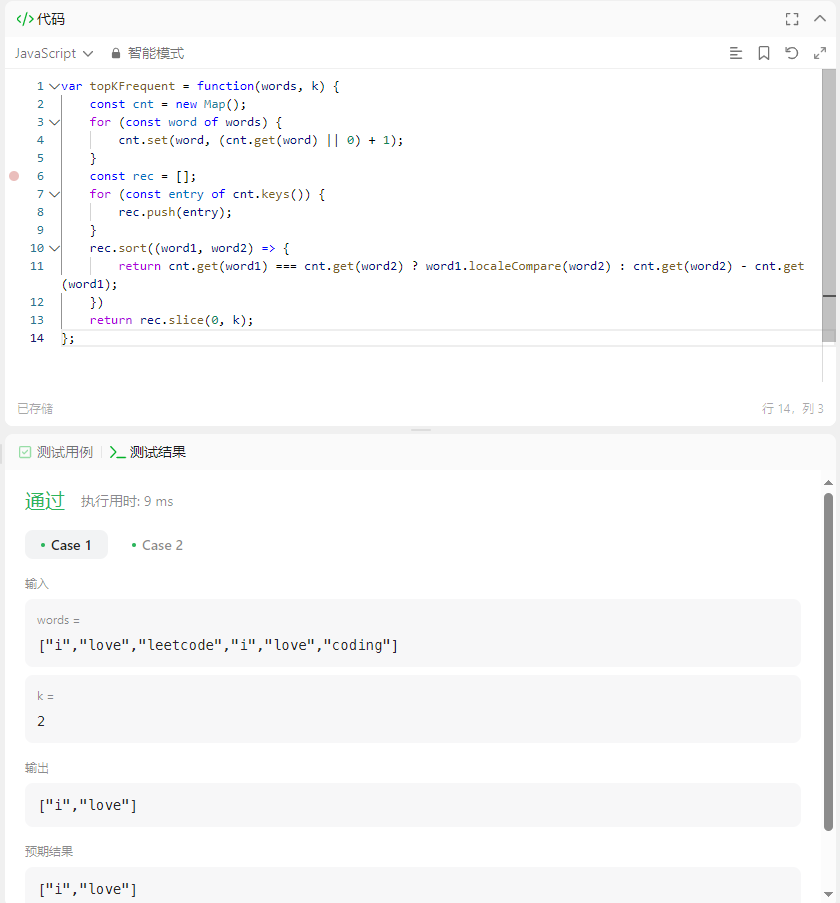 </>代码
JavaScript 智能模式
1 var topKFrequent = function(words, k) {
2 const cnt = new Map();
3 for (const word of words) {
4 cnt.set(word, (cnt.get(word) || 0) + 1);
5 }
6 const rec = [];
7 for (const entry of cnt.keys()) {
8 rec.push(entry);
9 }
10 rec.sort((word1, word2) => {
11 return cnt.get(word1) === cnt.get(word2) ? word1.localeCompare(word2) : cnt.get(word2) - cnt.get
(word1);
12 })
13 return rec.slice(0, k);
14 };
已存储 行 14, 列 3
测试用例 >_ 测试结果
通过 执行用时: 9 ms
• Case 1 • Case 2
输入
words =
["i","love","leetcode","i","love","coding"]
k =
2
输出
["i","love"]
预期结果
["i","love"]